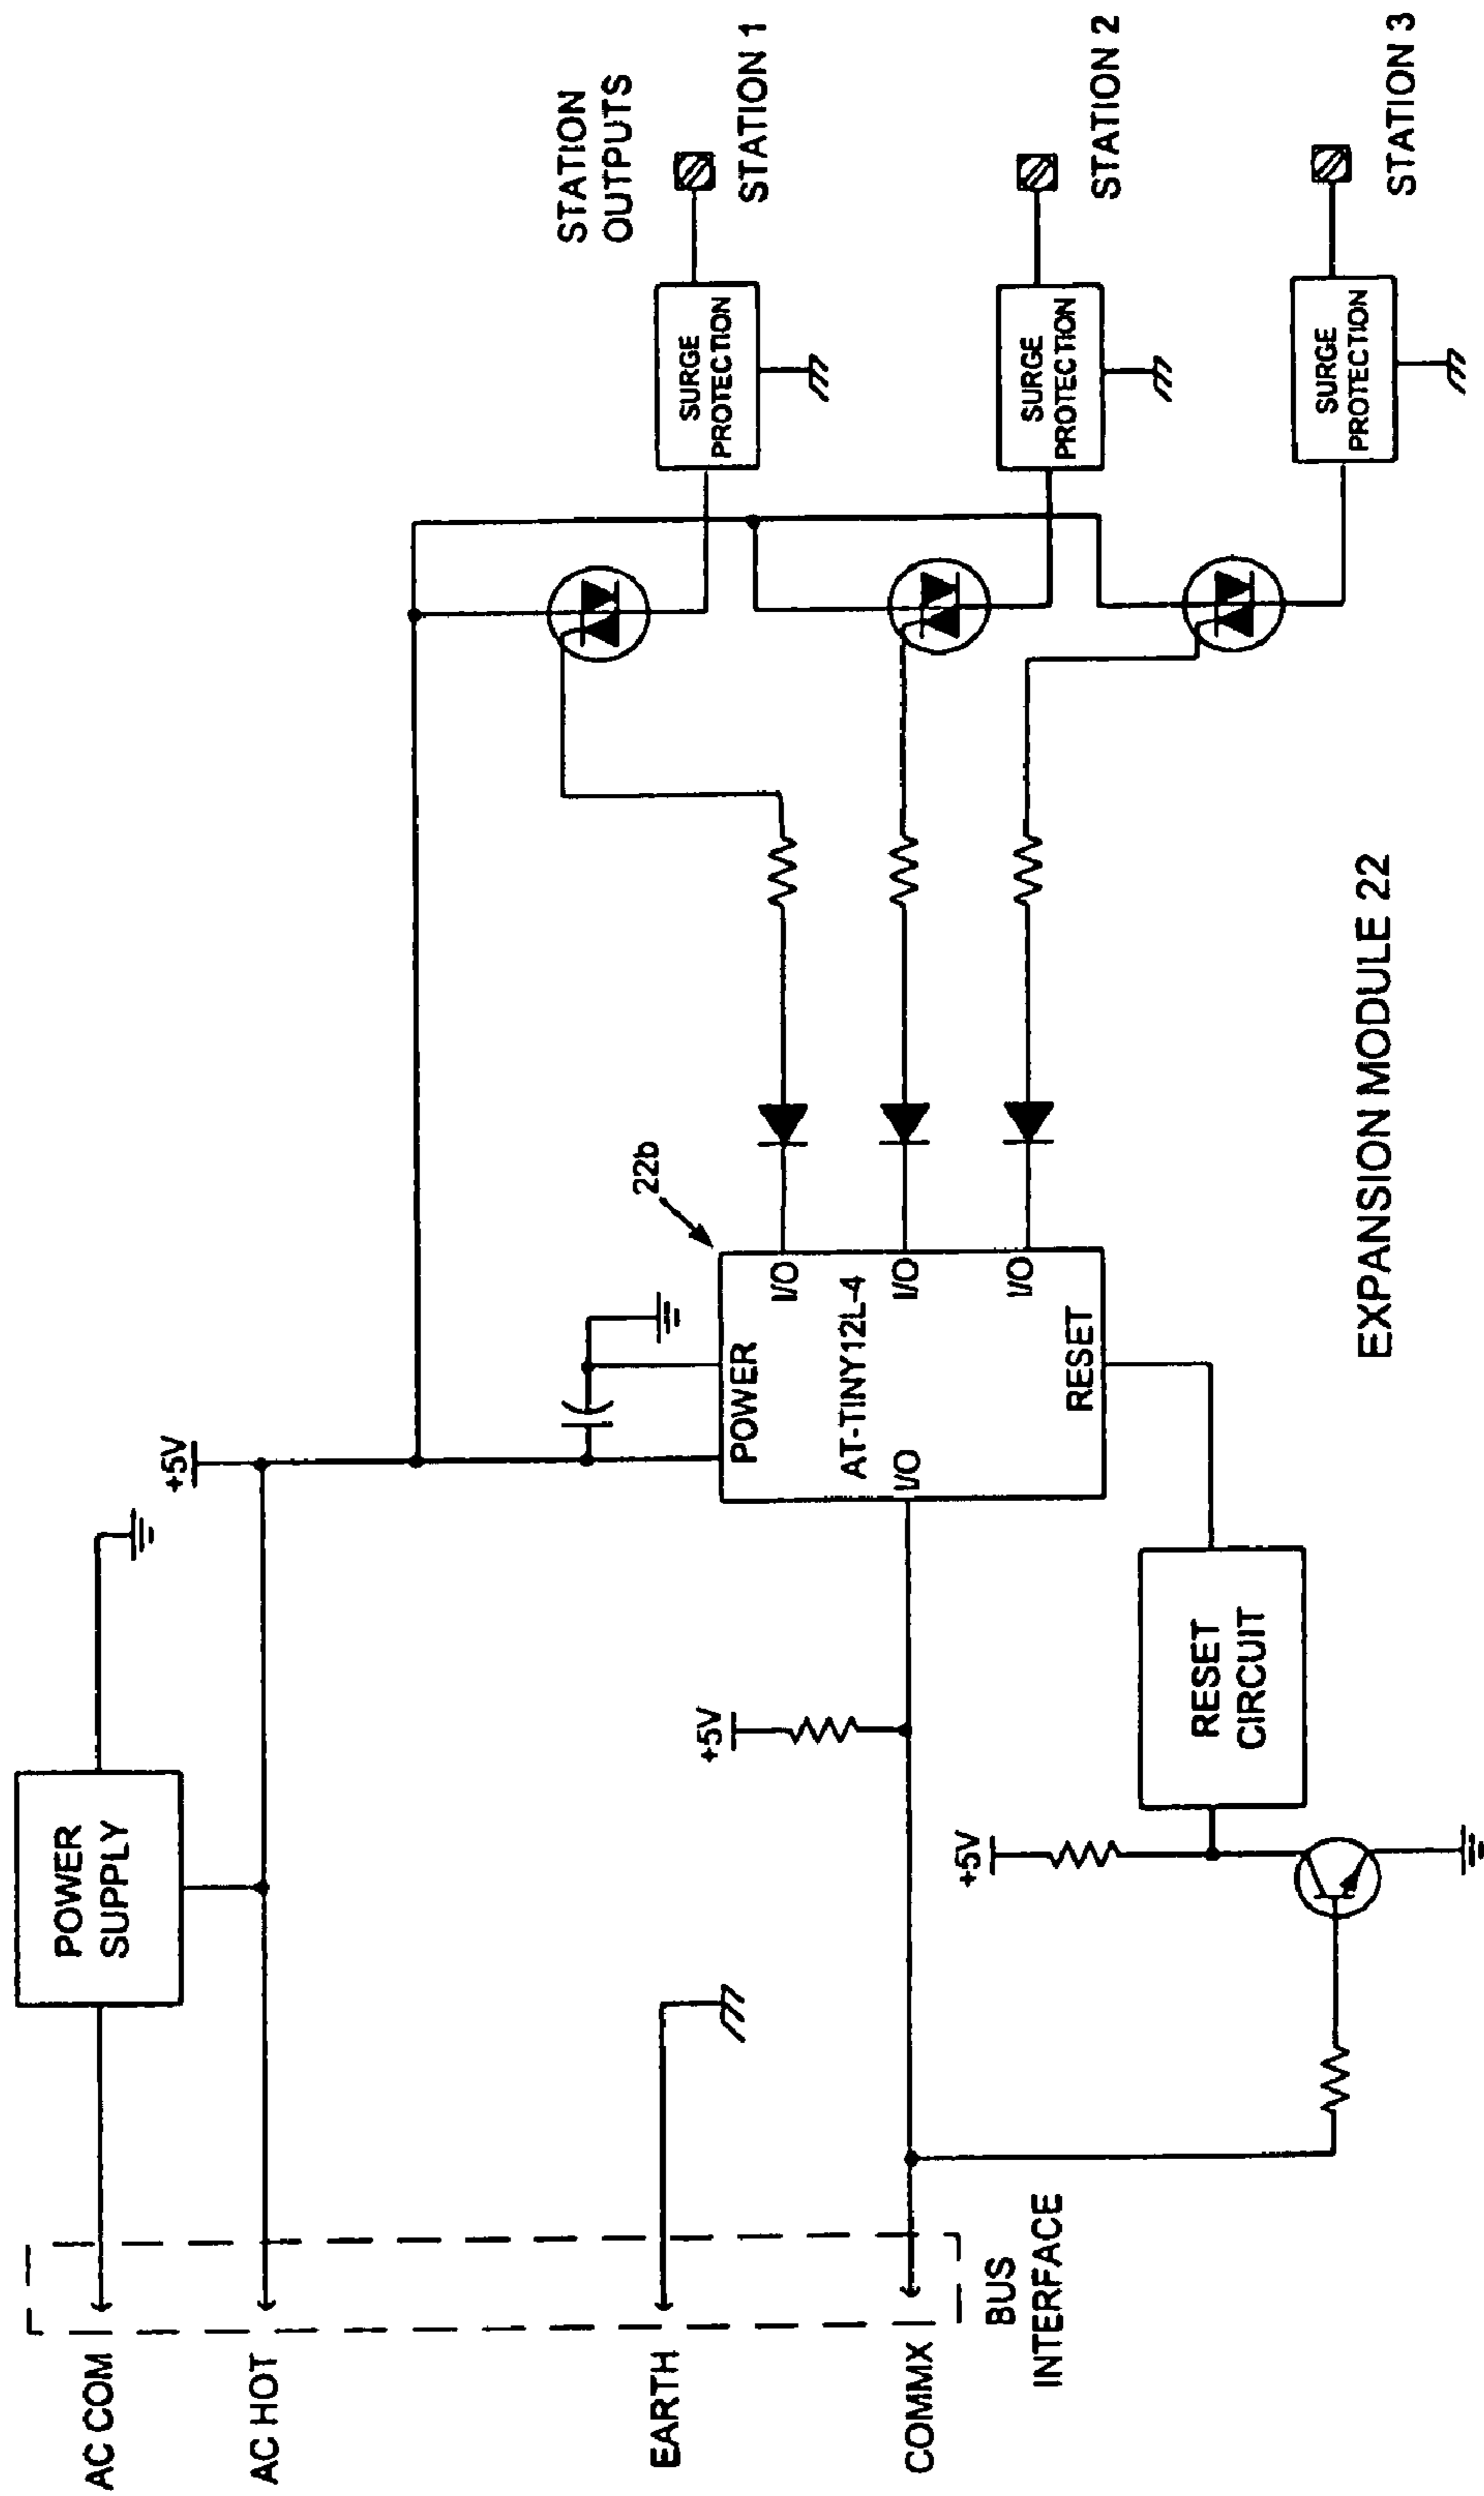 AC COM
AC HOT
EARTH
COMMX
BUS
INTERFACE
POWER
SUPPLY
+5V
+5V
+5V
RESET
CIRCUIT
22b
POWER
AT-TINY12L-4
I/O
I/O
I/O
I/O
RESET
STATION
OUTPUTS
SURGE
PROTECTION
STATION 1
SURGE
PROTECTION
STATION 2
SURGE
PROTECTION
STATION 3
EXPANSION MODULE 22